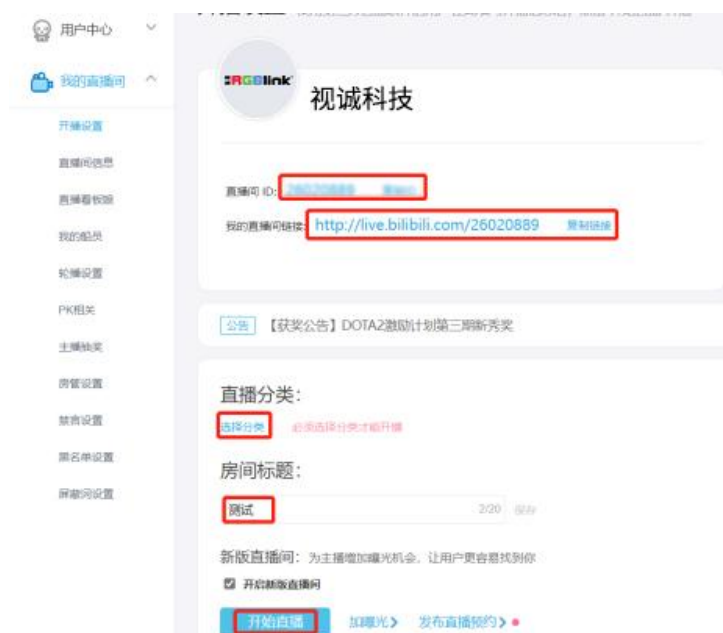 用户中心
我的直播间
开播设置
直播间信息
直播看板娘
我的船员
轮播设置
PK相关
主播抽奖
房管设置
禁言设置
黑名单设置
屏蔽词设置
RGBlink
视诚科技
直播间 ID: 26020889
我的直播间链接: http://live.bilibili.com/26020889 复制链接
公告 【获奖公告】DOTA2激励计划第三期新秀奖
直播分类：
选择分类 必须选择分类才能开播
房间标题：
测试 2/20 保存
新版直播间：为主播增加曝光机会，让用户更容易找到你
开启新版直播间
开始直播 加曝光 发布直播预约